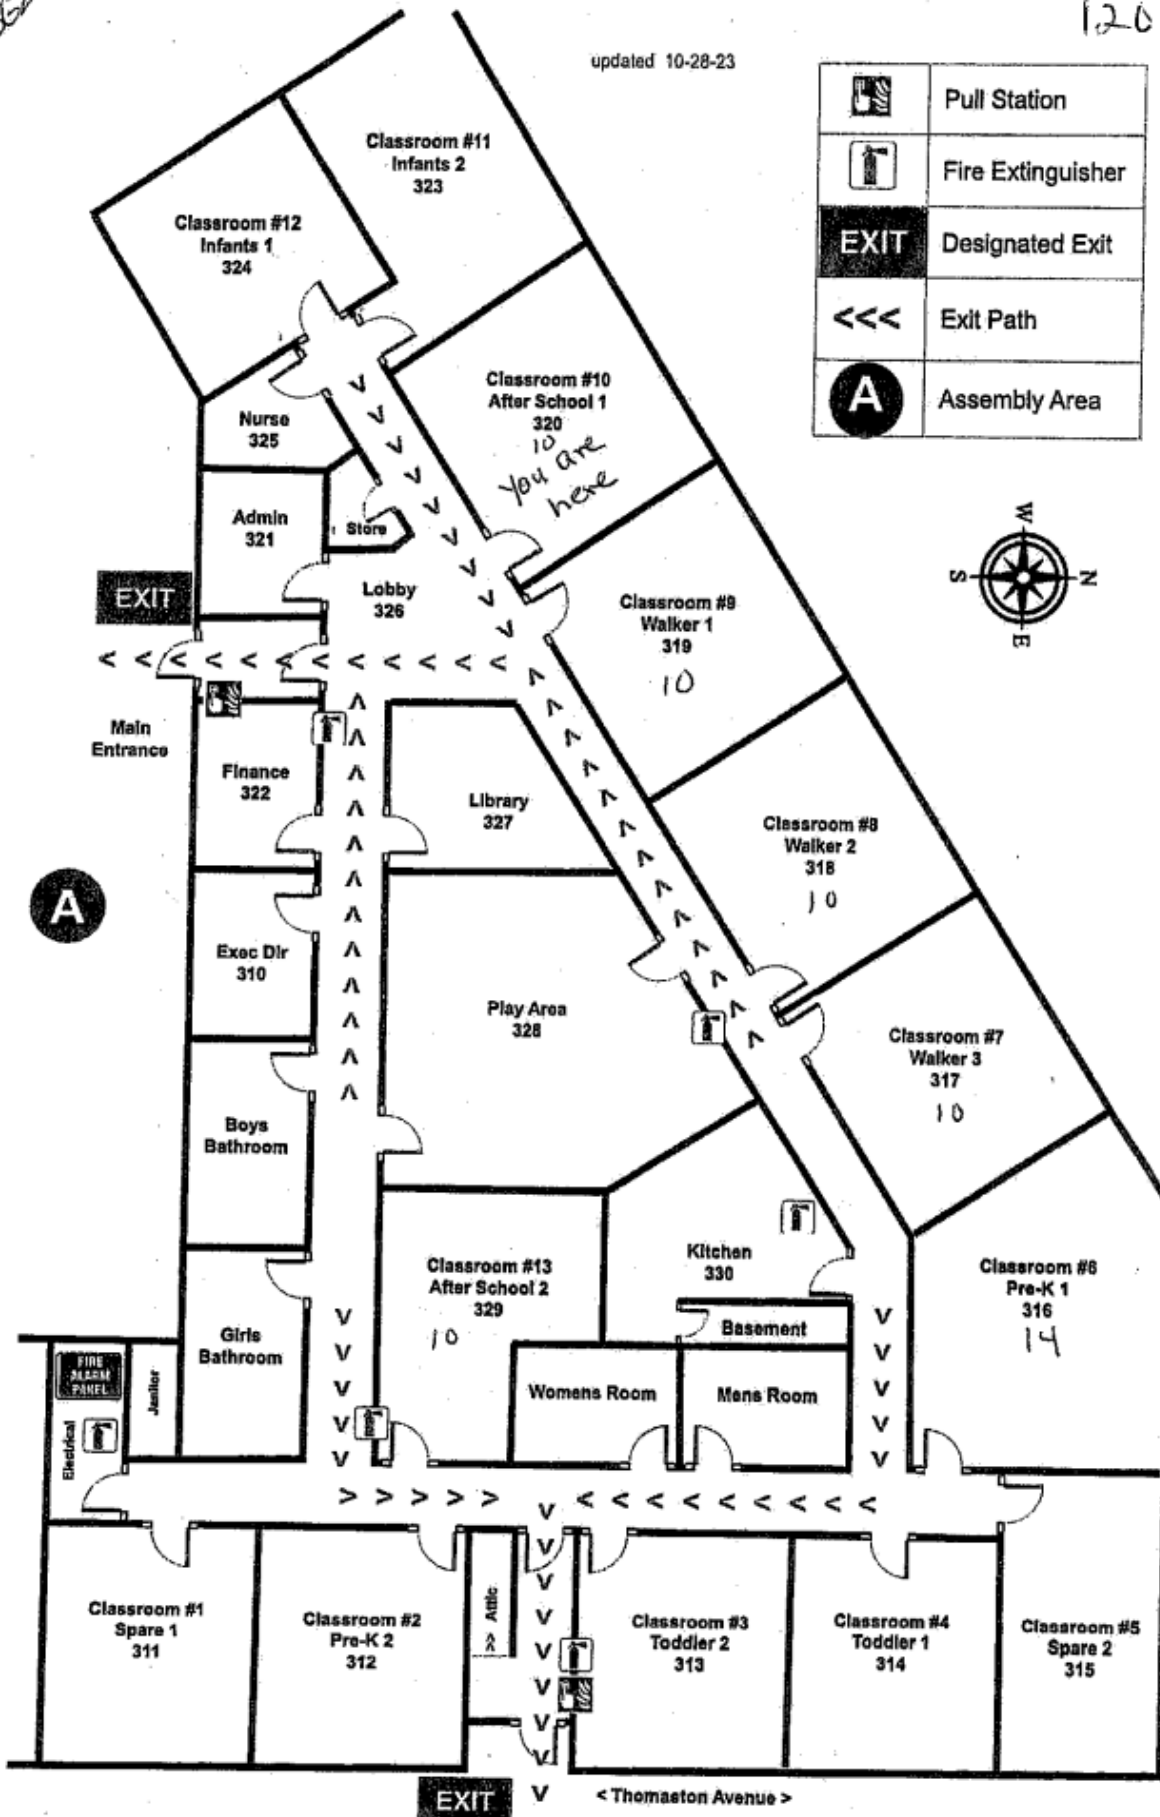 1.20
updated 10-28-23
Pull Station
Fire Extinguisher
EXIT
Designated Exit
<<<
Exit Path
A
Assembly Area
Classroom #11
Infants 2
323
Classroom #12
Infants 1
324
Classroom #10
After School 1
320
10
You are
here
Nurse
325
Admin
321
Store
Lobby
326
EXIT
W
S
N
E
Classroom #9
Walker 1
319
10
Main
Entrance
Finance
322
Library
327
Classroom #8
Walker 2
318
10
A
Exec Dir
310
Play Area
328
Classroom #7
Walker 3
317
10
Boys
Bathroom
Classroom #13
After School 2
329
10
Kitchen
330
Classroom #6
Pre-K 1
316
14
Girls
Bathroom
Basement
FIRE
ALARM
PANEL
Janitor
Electrical
Womens Room
Mens Room
Classroom #1
Spare 1
311
Classroom #2
Pre-K 2
312
>> Attic
Classroom #3
Toddler 2
313
Classroom #4
Toddler 1
314
Classroom #5
Spare 2
315
EXIT
< Thomaston Avenue >